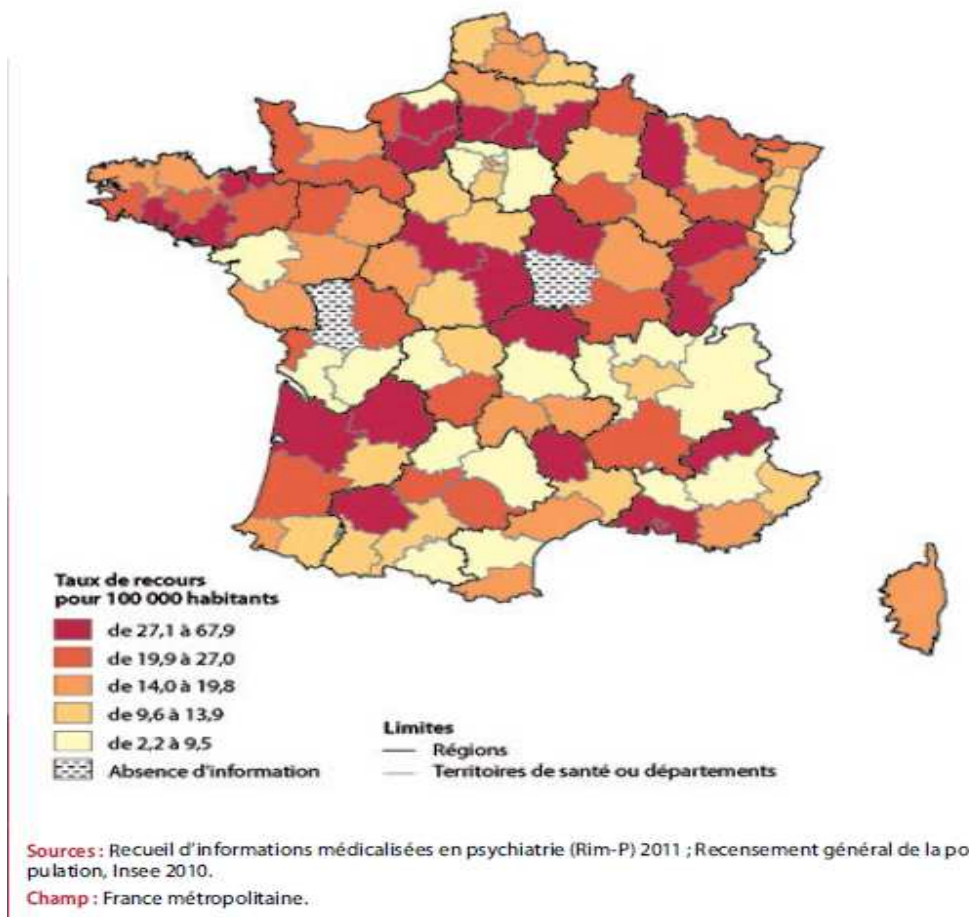 Taux de recours
pour 100 000 habitants
de 27,1 à 67,9
de 19,9 à 27,0
de 14,0 à 19,8
de 9,6 à 13,9
de 2,2 à 9,5
Absence d'information
Limites
Régions
Territoires de santé ou départements
Sources : Recueil d'informations médicalisées en psychiatrie (Rim-P) 2011 ; Recensement général de la po
pulation, Insee 2010.
Champ : France métropolitaine.